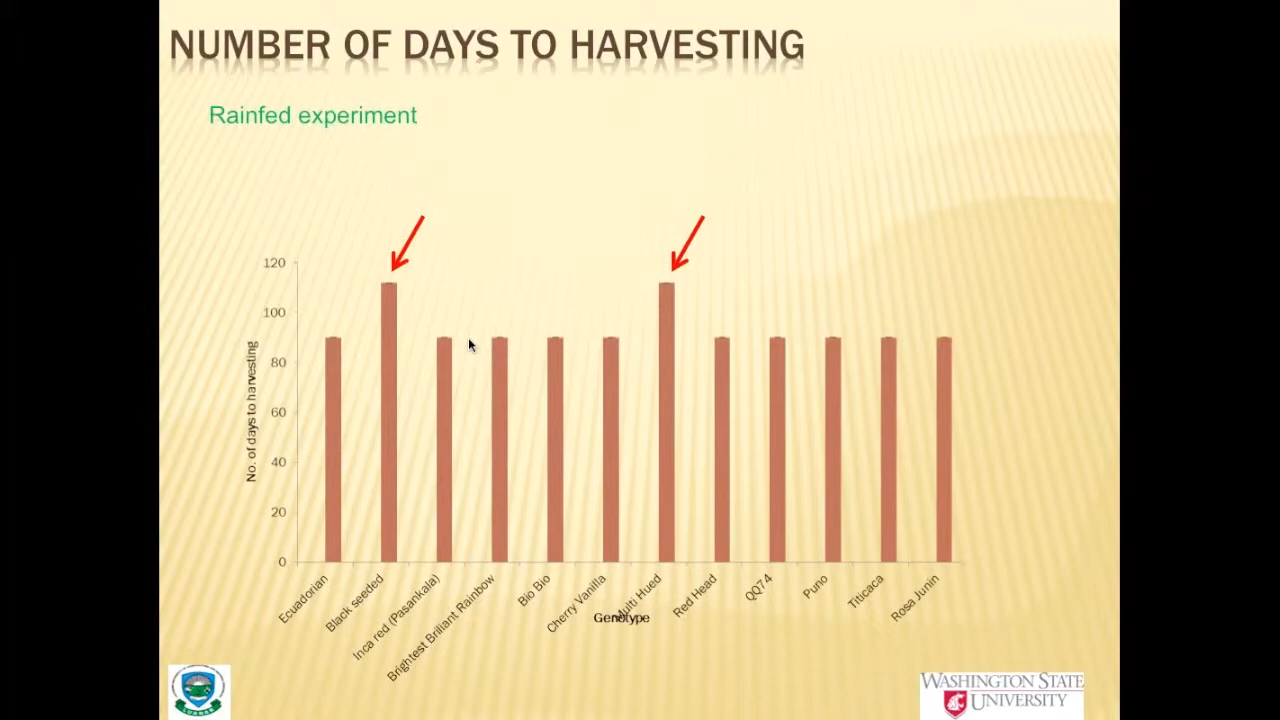 NUMBER OF DAYS TO HARVESTING
Rainfed experiment
120
100
80
60
40
20
0
No. of days to harvesting
Ecuadorian
Black seeded
Inca red (Pasankala)
Brightest Briliant Rainbow
Bio Bio
Cherry Vanilla
Multi Hued
Red Head
QQ74
Puno
Titicaca
Rosa Junin
Genotype
WASHINGTON STATE
UNIVERSITY